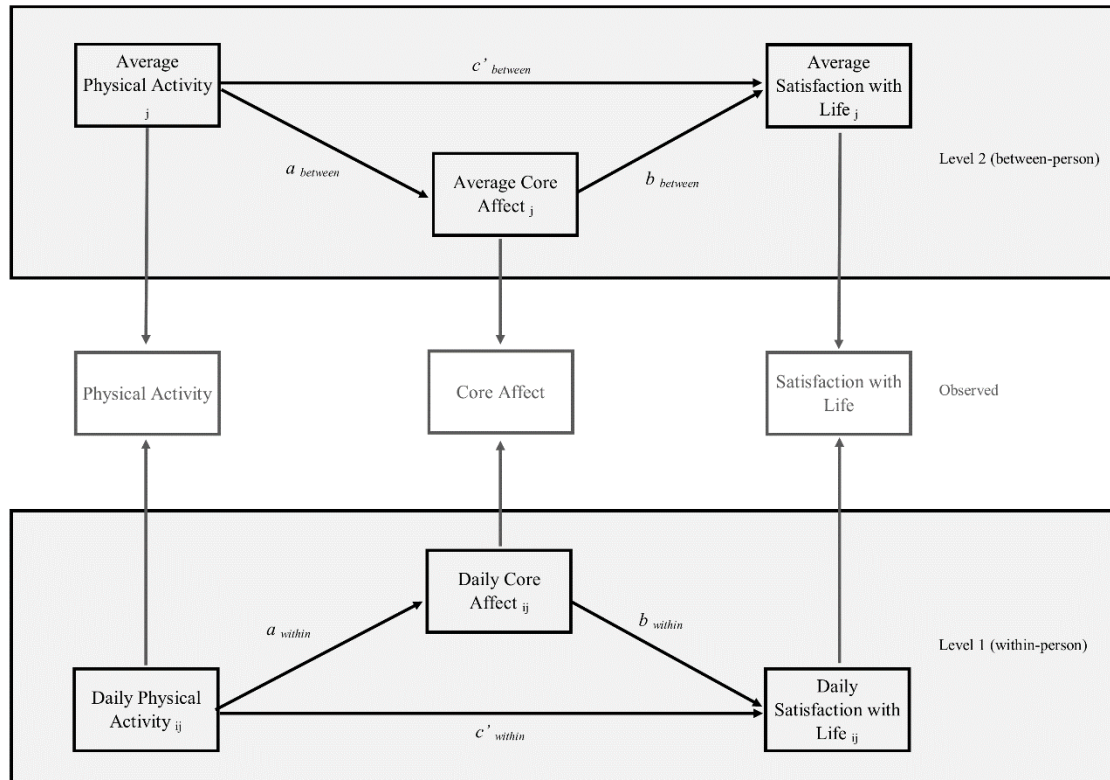 Average
Physical Activity
j
c’ between
Average
Satisfaction with
Life j
a between
b between
Level 2 (between-person)
Average Core
Affect j
Physical Activity
Core Affect
Satisfaction with
Life
Observed
Daily Core
Affect ij
a within
b within
Level 1 (within-person)
Daily Physical
Activity ij
c’ within
Daily
Satisfaction with
Life ij